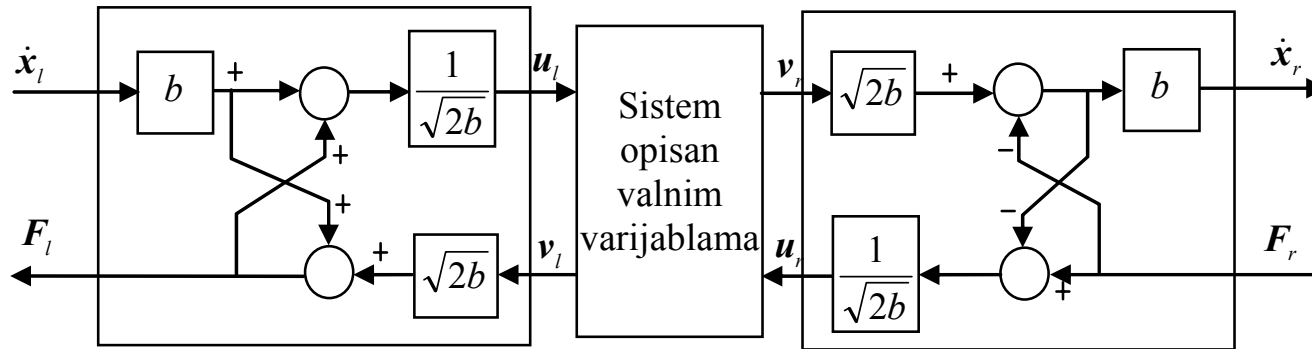 ẋ_l
b
+
+
+
1
√2b
u_l
F_l
+
√2b
v_l
Sistem
opisan
valnim
varijablama
v_r
√2b
+
−
−
b
ẋ_r
u_r
1
√2b
+
F_r